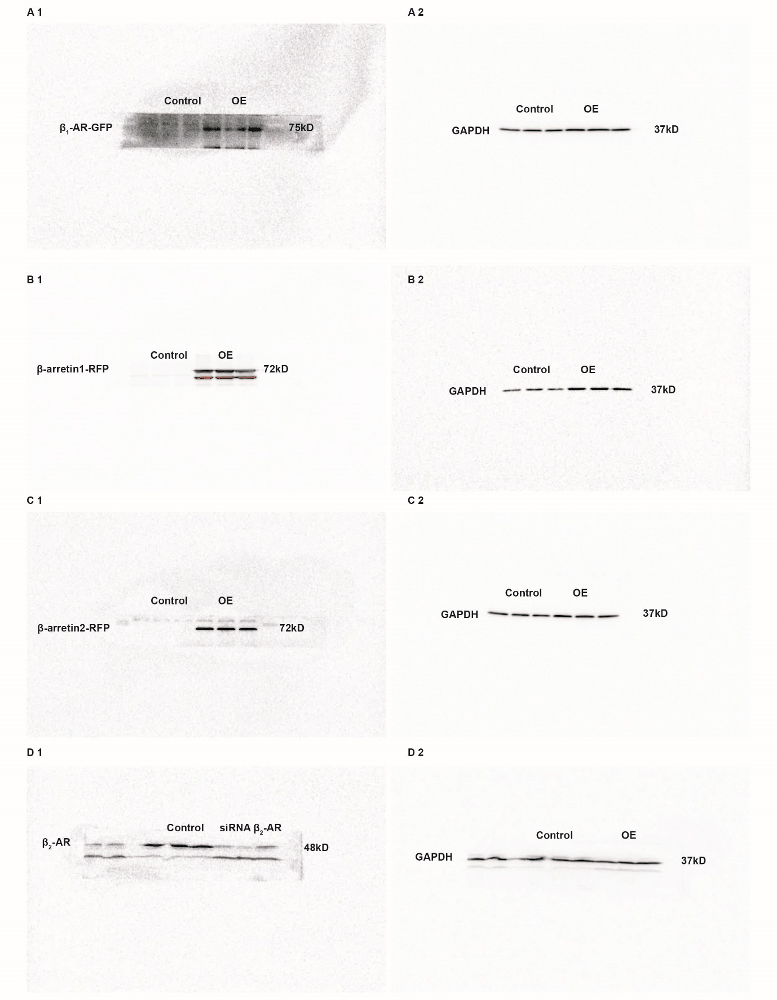 A 1
A 2
Control OE
β1-AR-GFP 75kD
Control OE
GAPDH 37kD
B 1
B 2
Control OE
β-arretin1-RFP 72kD
Control OE
GAPDH 37kD
C 1
C 2
Control OE
β-arretin2-RFP 72kD
Control OE
GAPDH 37kD
D 1
D 2
Control siRNA β2-AR
β2-AR 48kD
Control OE
GAPDH 37kD